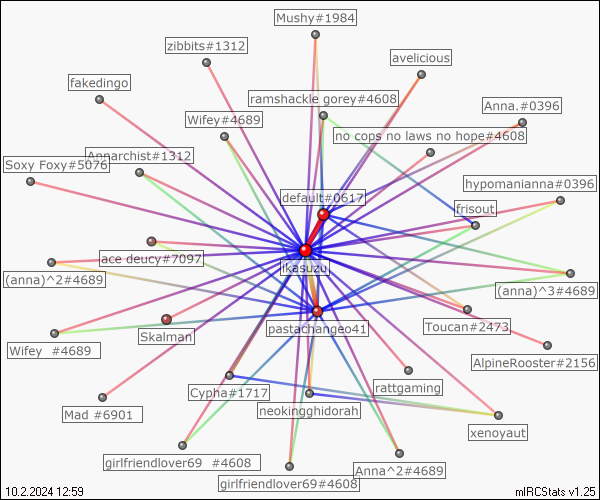 Mushy#1984
zibbits#1312
avelicious
fakedingo
ramshackle gorey#4608
Anna.#0396
Wifey#4689
no cops no laws no hope#4608
Annarchist#1312
Soxy Foxy#5076
hypomanianna#0396
default#0617
frisout
ace deucy#7097
ikasuzu
(anna)^2#4689
(anna)^3#4689
pastachangeo41
Toucan#2473
Skalman
Wifey  #4689
AlpineRooster#2156
Cypha#1717
rattgaming
neokingghidorah
Mad #6901
xenoyaut
girlfriendlover69  #4608
Anna^2#4689
girlfriendlover69#4608
10.2.2024 12:59
mIRCStats v1.25